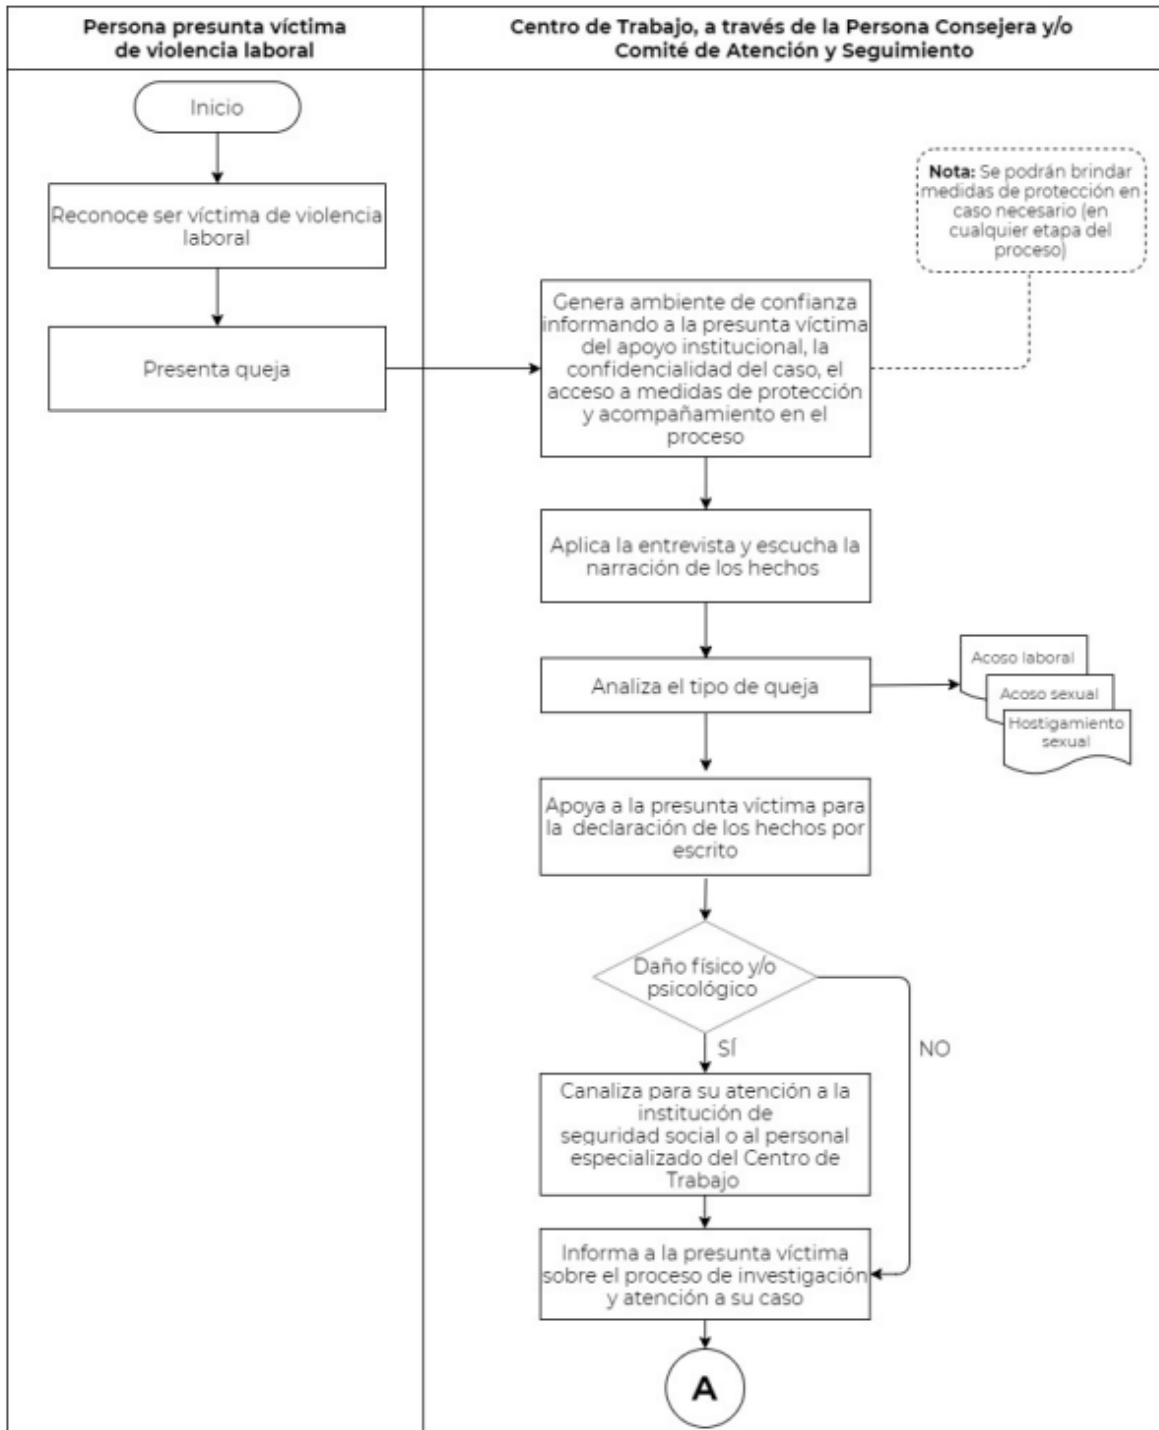 Persona presunta víctima
de violencia laboral
Centro de Trabajo, a través de la Persona Consejera y/o
Comité de Atención y Seguimiento
Inicio
Reconoce ser víctima de violencia
laboral
Presenta queja
Nota: Se podrán brindar
medidas de protección en
caso necesario (en
cualquier etapa del
proceso)
Genera ambiente de confianza
informando a la presunta víctima
del apoyo institucional, la
confidencialidad del caso, el
acceso a medidas de protección
y acompañamiento en el
proceso
Aplica la entrevista y escucha la
narración de los hechos
Analiza el tipo de queja
Acoso laboral
Acoso sexual
Hostigamiento
sexual
Apoya a la presunta víctima para
la declaración de los hechos por
escrito
Daño físico y/o
psicológico
SÍ
NO
Canaliza para su atención a la
institución de
seguridad social o al personal
especializado del Centro de
Trabajo
Informa a la presunta víctima
sobre el proceso de investigación
y atención a su caso
A